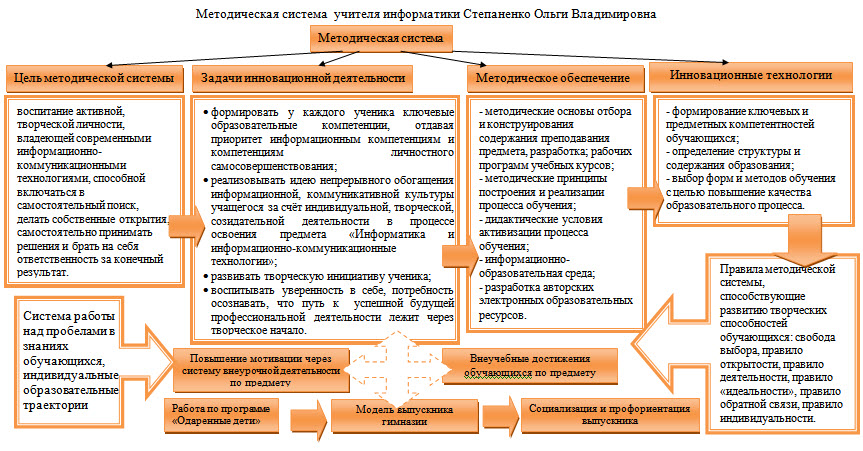 Методическая система учителя информатики Степаненко Ольги Владимировна
Методическая система
Цель методической системы
Задачи инновационной деятельности
Методическое обеспечение
Инновационные технологии
воспитание активной,
творческой личности,
владеющей современными
информационно-
коммуникационными
технологиями, способной
включаться в
самостоятельный поиск,
делать собственные открытия,
самостоятельно принимать
решения и брать на себя
ответственность за конечный
результат.
• формировать у каждого ученика ключевые
образовательные компетенции, отдавая
приоритет информационным компетенциям и
компетенциям личностного
самосовершенствования;
• реализовывать идею непрерывного обогащения
информационной, коммуникативной культуры
учащегося за счёт индивидуальной, творческой,
созидательной деятельности в процессе
освоения предмета «Информатика и
информационно-коммуникационные
технологии»;
• развивать творческую инициативу ученика;
• воспитывать уверенность в себе, потребность
осознавать, что путь к успешной будущей
профессиональной деятельности лежит через
творческое начало.
- методические основы отбора
и конструирования
содержания преподавания
предмета, разработка; рабочих
программ учебных курсов;
- методические принципы
построения и реализации
процесса обучения;
- дидактические условия
активизации процесса
обучения;
- информационно-
образовательная среда;
- разработка авторских
электронных образовательных
ресурсов.
- формирование ключевых и
предметных компетентностей
обучающихся;
- определение структуры и
содержания образования;
- выбор форм и методов обучения
с целью повышение качества
образовательного процесса.
Правила методической
системы,
способствующие
развитию творческих
способностей
обучающихся: свобода
выбора, правило
открытости, правило
деятельности, правило
«идеальности», правило
обратной связи, правило
индивидуальности.
Система работы
над пробелами в
знаниях
обучающихся,
индивидуальные
образовательные
траектории
Повышение мотивации через
систему внеурочной деятельности
по предмету
Внеучебные достижения
обучающихся по предмету
Работа по программе
«Одаренные дети»
Модель выпускника
гимназии
Социализация и профориентация
выпускника